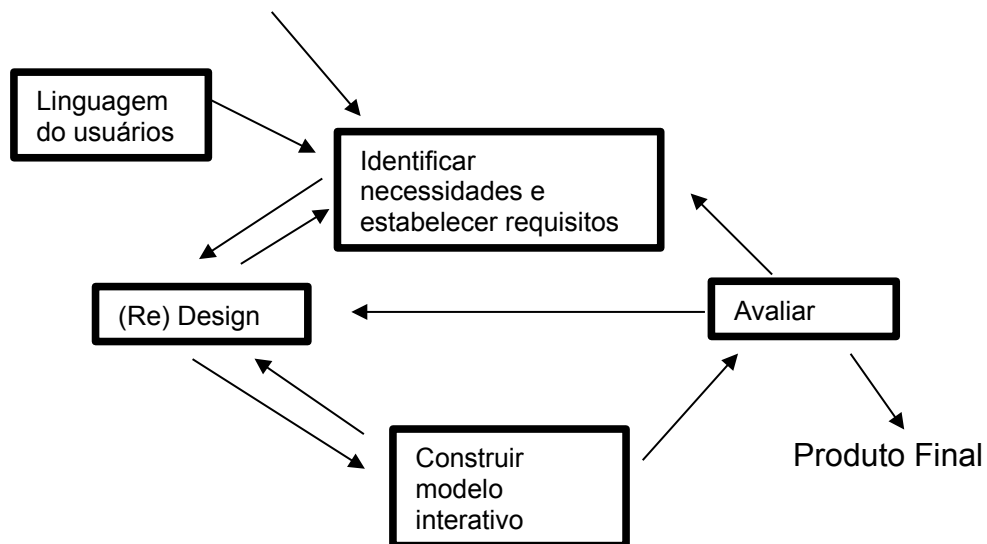 Linguagem
do usuários
Identificar
necessidades e
estabelecer requisitos
(Re) Design
Avaliar
Construir
modelo
interativo
Produto Final